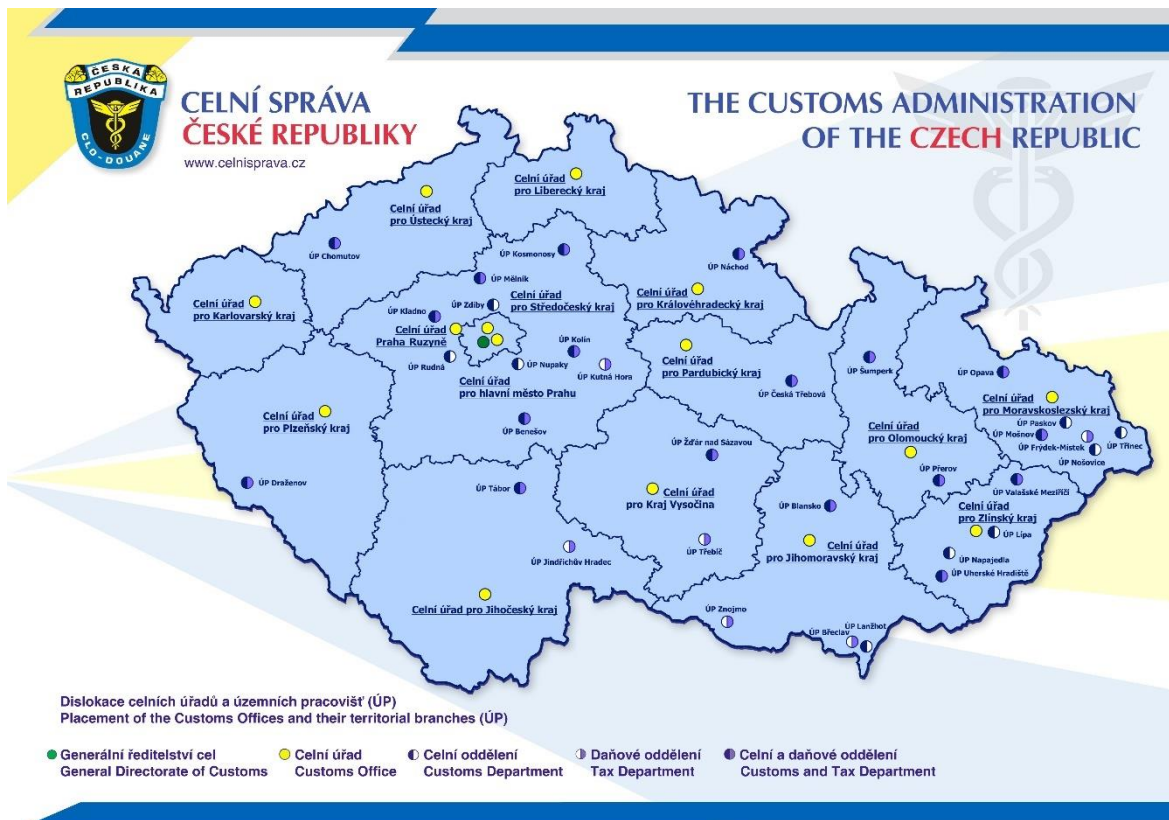 ČESKÁ
REPUBLIKA
CLO-DOUANE
CELNÍ SPRÁVA
ČESKÉ REPUBLIKY
www.celnisprava.cz
THE CUSTOMS ADMINISTRATION
OF THE CZECH REPUBLIC
Celní úřad
pro Liberecký kraj
Celní úřad
pro Ústecký kraj
ÚP Chomutov
ÚP Kosmonosy
ÚP Náchod
ÚP Mělník
Celní úřad
pro Karlovarský kraj
Celní úřad
pro Středočeský kraj
ÚP Zdiby
Celní úřad
pro Královéhradecký kraj
ÚP Kladno
Celní úřad
Praha Ruzyně
ÚP Rudná
ÚP Kolín
ÚP Nupaky
ÚP Kutná Hora
Celní úřad
pro hlavní město Prahu
Celní úřad
pro Pardubický kraj
ÚP Česká Třebová
ÚP Šumperk
ÚP Opava
Celní úřad
pro Moravskoslezský kraj
ÚP Paskov
ÚP Mošnov
ÚP Třinec
ÚP Frýdek-Místek
ÚP Nošovice
Celní úřad
pro Plzeňský kraj
ÚP Benešov
Celní úřad
pro Olomoucký kraj
ÚP Žďár nad Sázavou
ÚP Draženov
ÚP Tábor
Celní úřad
pro Kraj Vysočina
ÚP Přerov
ÚP Valašské Meziříčí
ÚP Blansko
Celní úřad
pro Zlínský kraj
ÚP Lípa
ÚP Jindřichův Hradec
ÚP Třebíč
Celní úřad
pro Jihomoravský kraj
ÚP Napajedla
ÚP Uherské Hradiště
Celní úřad pro Jihočeský kraj
ÚP Znojmo
ÚP Lanžhot
ÚP Břeclav
Dislokace celních úřadů a územních pracovišť (ÚP)
Placement of the Customs Offices and their territorial branches (ÚP)
Generální ředitelství cel
General Directorate of Customs
Celní úřad
Customs Office
Celní oddělení
Customs Department
Daňové oddělení
Tax Department
Celní a daňové oddělení
Customs and Tax Department